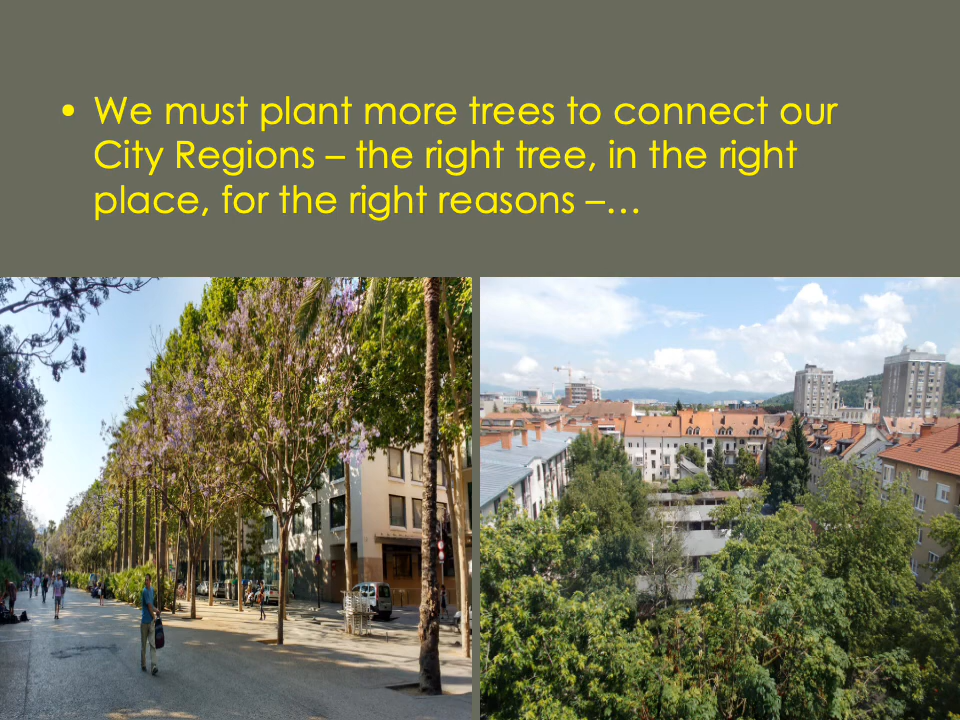 • We must plant more trees to connect our
City Regions – the right tree, in the right
place, for the right reasons –…